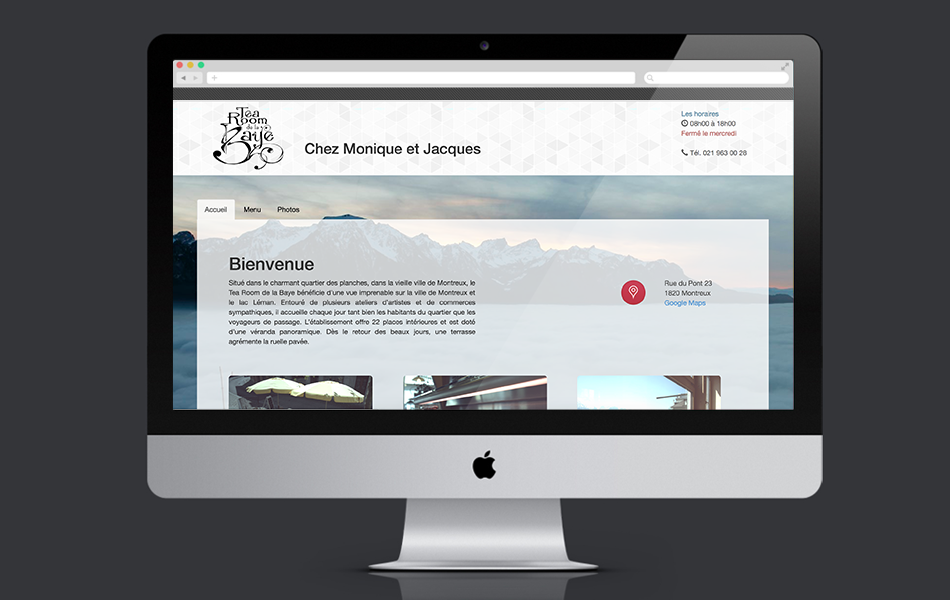 Tea
Room
de la
Baye
Chez Monique et Jacques
Les horaires
08h00 à 18h00
Fermé le mercredi
Tél. 021 963 00 28
Accueil
Menu
Photos
Bienvenue
Situé dans le charmant quartier des planches, dans la vieille ville de Montreux, le
Tea Room de la Baye bénéficie d'une vue imprenable sur la ville de Montreux et
le lac Léman. Entouré de plusieurs ateliers d'artistes et de commerces
sympathiques, il accueille chaque jour tant bien les habitants du quartier que les
voyageurs de passage. L'établissement offre 22 places intérieures et est doté
d'une véranda panoramique. Dès le retour des beaux jours, une terrasse
agrémente la ruelle pavée.
Rue du Pont 23
1820 Montreux
Google Maps